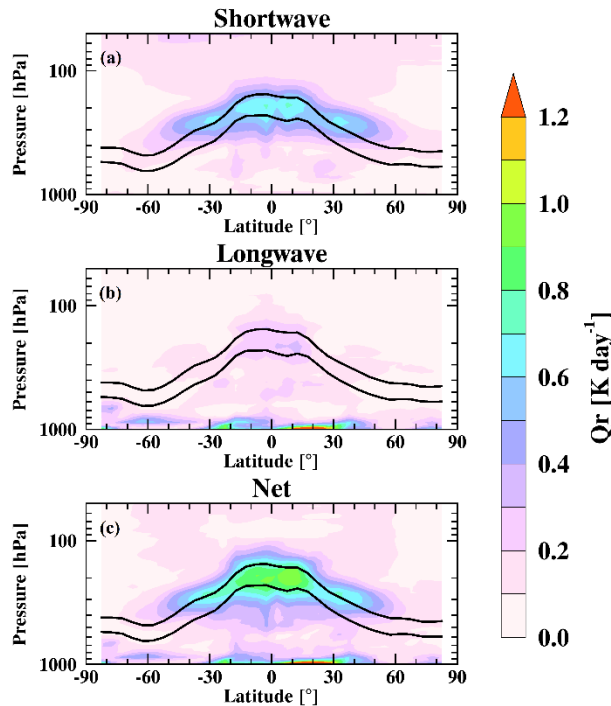 Shortwave
(a)
Pressure [hPa]
100
1000
-90 -60 -30 0 30 60 90
Latitude [°]
Longwave
(b)
Pressure [hPa]
100
1000
-90 -60 -30 0 30 60 90
Latitude [°]
Net
(c)
Pressure [hPa]
100
1000
-90 -60 -30 0 30 60 90
Latitude [°]
1.2
1.0
0.8
0.6
0.4
0.2
0.0
Qr [K day⁻¹]